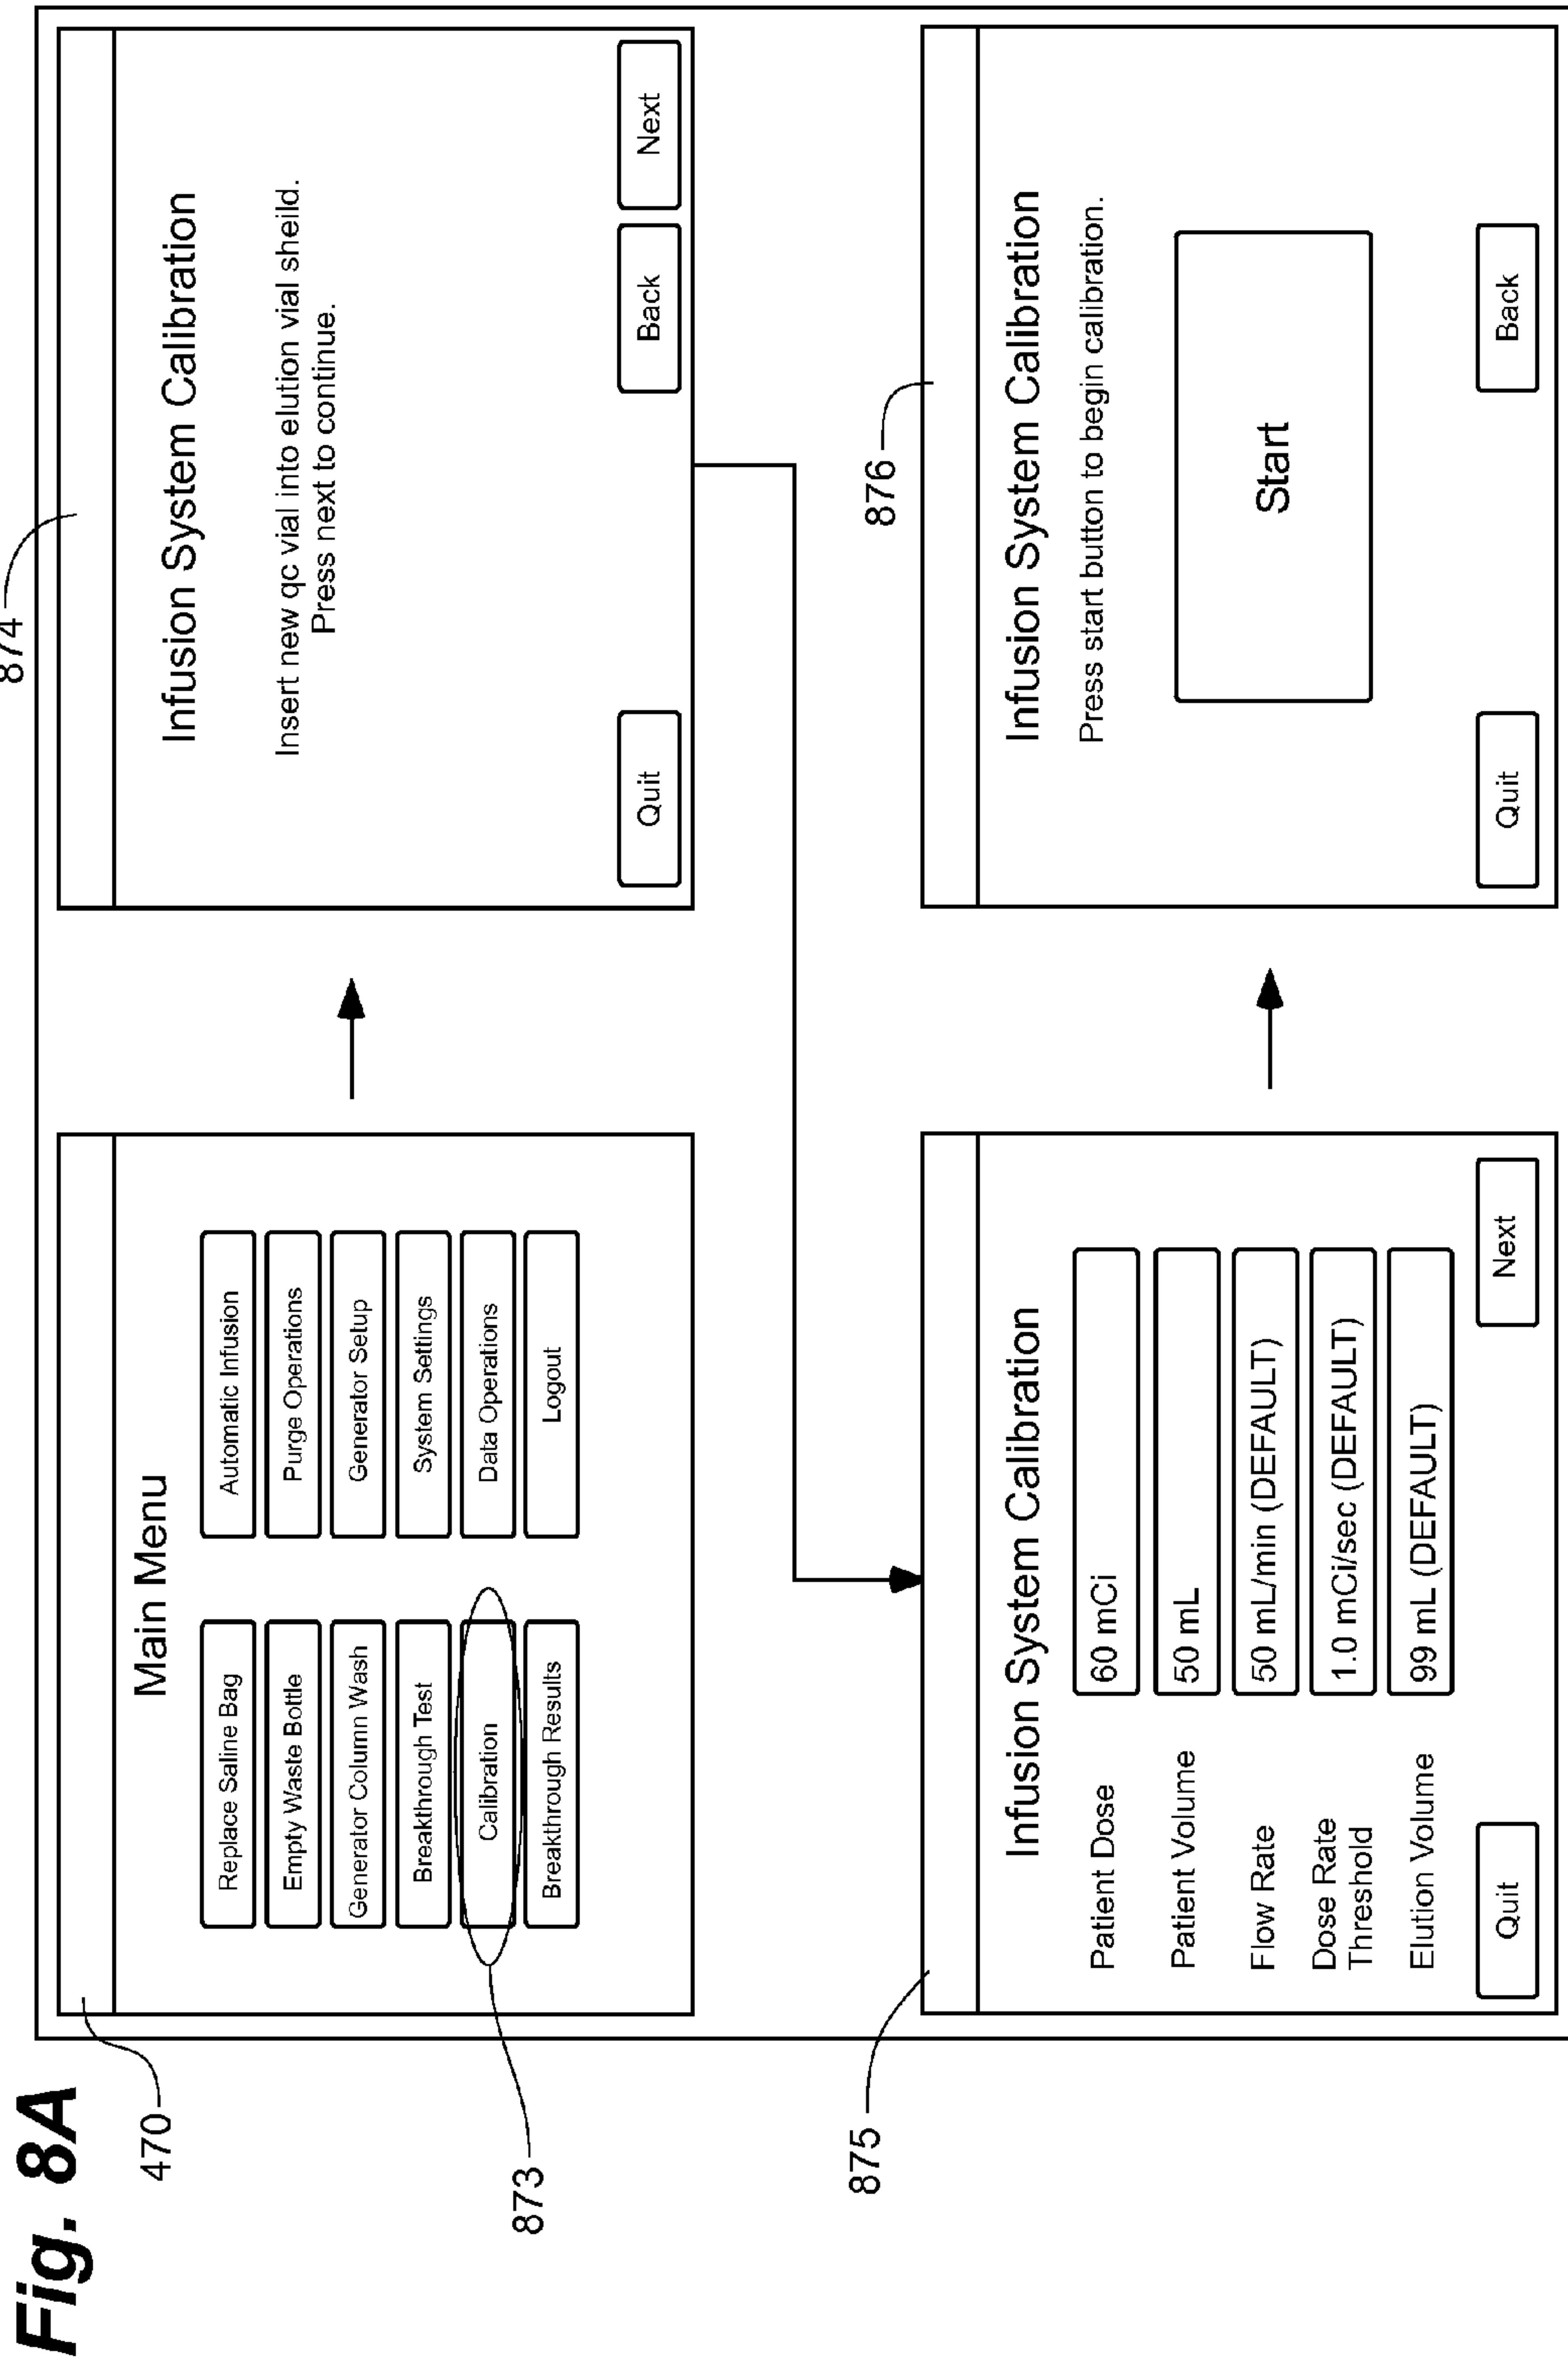 Fig. 8A
470
Main Menu
Replace Saline Bag
Empty Waste Bottle
Generator Column Wash
Breakthrough Test
Calibration
Breakthrough Results
Automatic Infusion
Purge Operations
Generator Setup
System Settings
Data Operations
Logout
873
874
Infusion System Calibration
Insert new qc vial into elution vial sheild.
Press next to continue.
Quit
Back
Next
875
Infusion System Calibration
Patient Dose
60 mCi
Patient Volume
50 mL
Flow Rate
50 mL/min (DEFAULT)
Dose Rate
Threshold
1.0 mCi/sec (DEFAULT)
Elution Volume
99 mL (DEFAULT)
Quit
Next
876
Infusion System Calibration
Press start button to begin calibration.
Start
Quit
Back